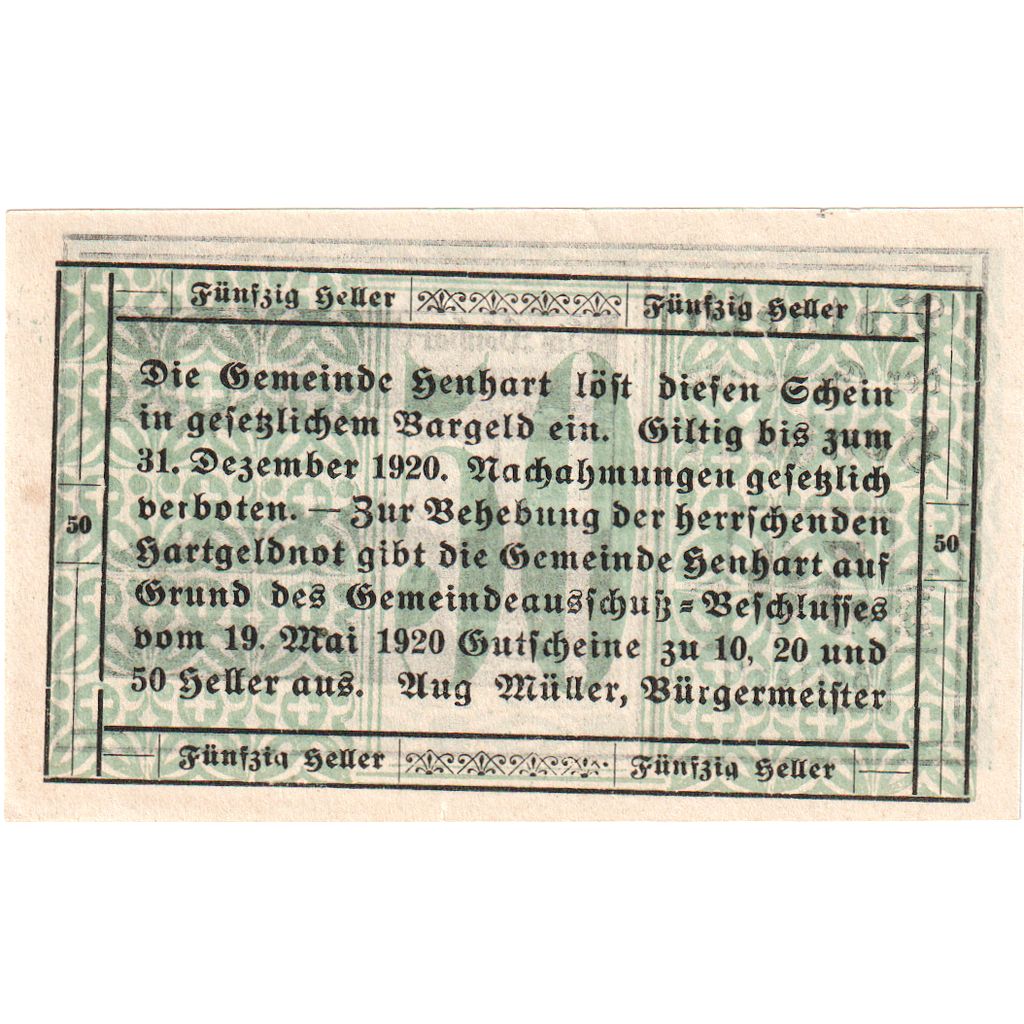 Fünfzig Heller Fünfzig Heller
Die Gemeinde Henhart löst diesen Schein
in gesetzlichem Bargeld ein. Giltig bis zum
31. Dezember 1920. Nachahmungen gesetzlich
verboten. — Zur Behebung der herrschenden
Hartgeldnot gibt die Gemeinde Henhart auf
Grund des Gemeindeausschuß-Beschlusses
vom 19. Mai 1920 Gutscheine zu 10, 20 und
50 Heller aus. Aug Müller, Bürgermeister
50 50
50
Fünfzig Heller Fünfzig Heller